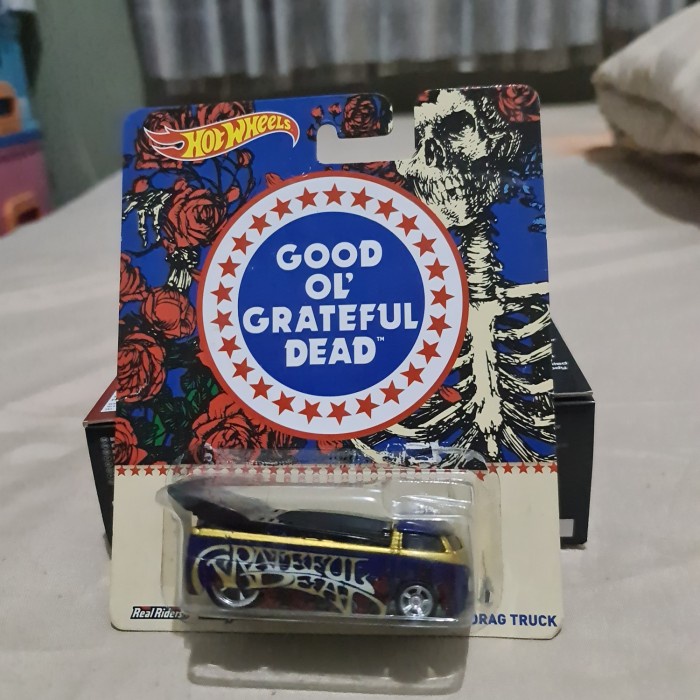 HOT WHEELS
GOOD
OL'
GRATEFUL
DEAD™
GRATEFUL
DEAD
Real Riders
DRAG TRUCK